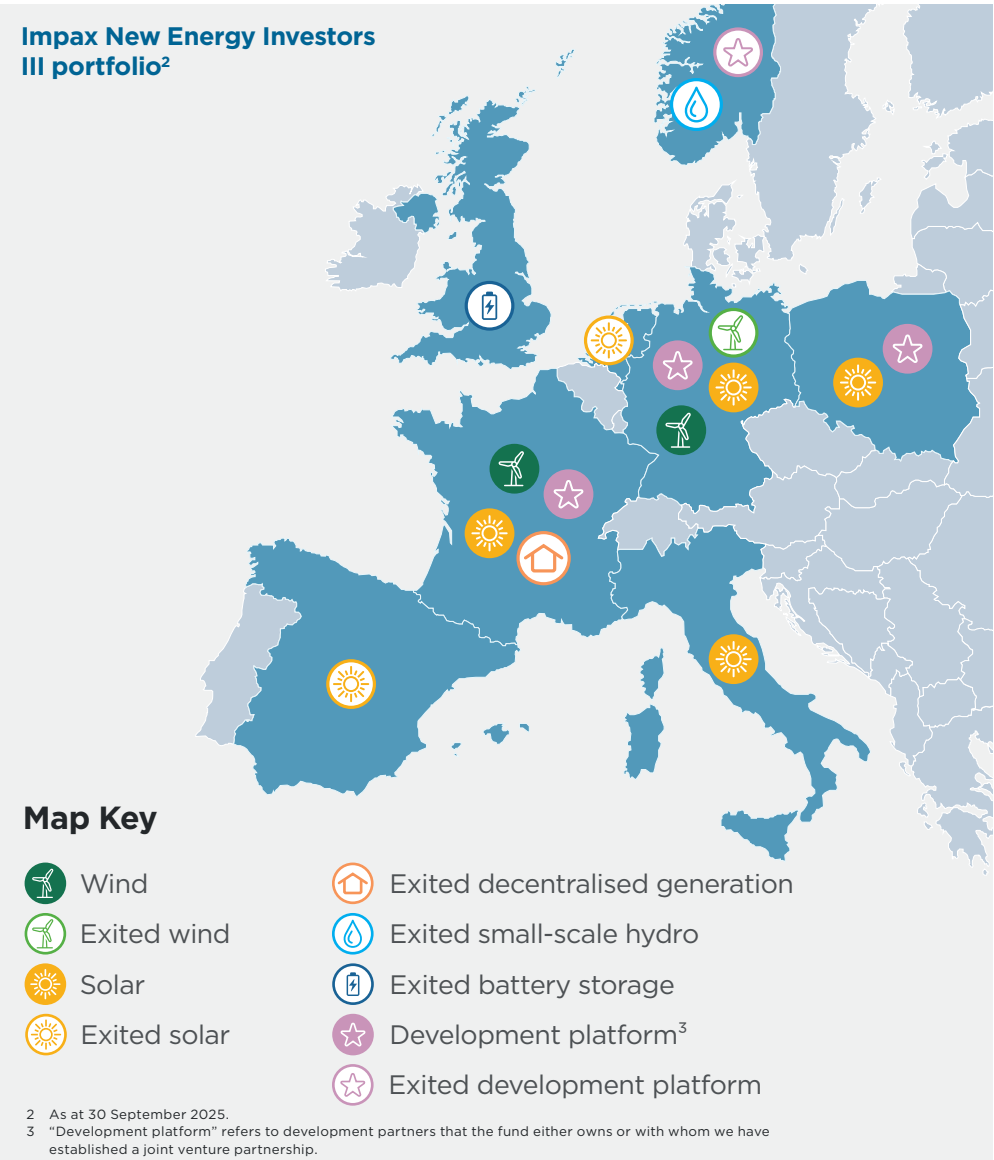 Impax New Energy Investors
III portfolio²
Map Key
Wind
Exited wind
Solar
Exited solar
Exited decentralised generation
Exited small-scale hydro
Exited battery storage
Development platform³
Exited development platform
2 As at 30 September 2025.
3 “Development platform” refers to development partners that the fund either owns or with whom we have
established a joint venture partnership.